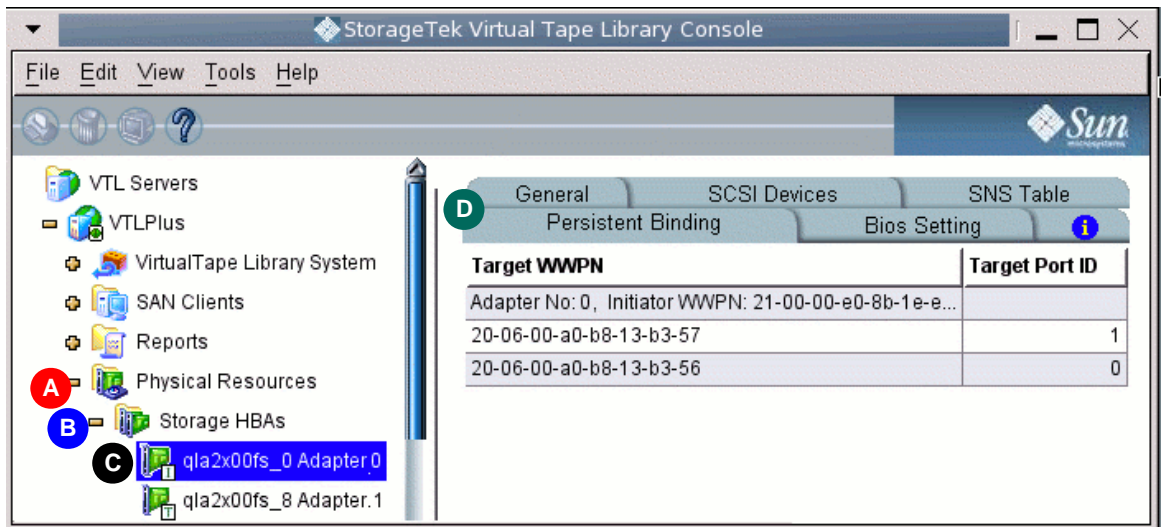 StorageTek Virtual Tape Library Console
File Edit View Tools Help
Sun
microsystems
VTL Servers
VTLPlus
VirtualTape Library System
SAN Clients
Reports
A Physical Resources
B Storage HBAs
C qla2x00fs_0 Adapter.0
I
qla2x00fs_8 Adapter.1
T
D
General SCSI Devices SNS Table
Persistent Binding Bios Setting i
Target WWPN Target Port ID
Adapter No: 0, Initiator WWPN: 21-00-00-e0-8b-1e-e...
20-06-00-a0-b8-13-b3-57 1
20-06-00-a0-b8-13-b3-56 0